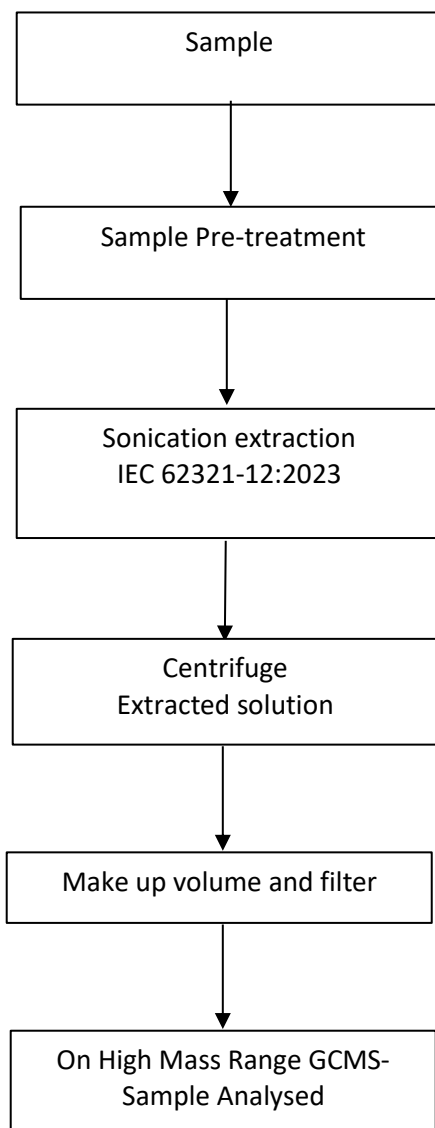 Sample
Sample Pre-treatment
Sonication extraction
IEC 62321-12:2023
Centrifuge
Extracted solution
Make up volume and filter
On High Mass Range GCMS-
Sample Analysed